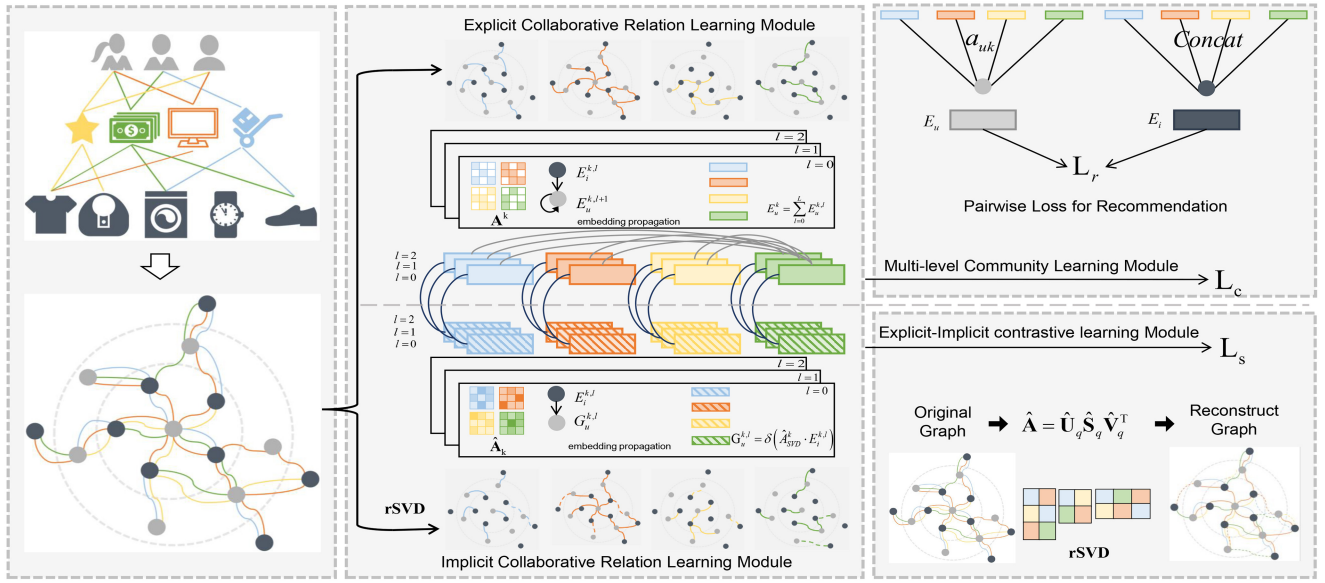 Explicit Collaborative Relation Learning Module
l = 2
l = 1
l = 0
E_i^{k,l}
E_u^{k,l+1}
A^k
embedding propagation
E_u^k = \sum_{l=0}^{L} E_u^{k,l}
l = 2
l = 1
l = 0
l = 2
l = 1
l = 0
l = 2
l = 1
l = 0
E_i^{k,l}
G_u^{k,l}
Â_k
embedding propagation
G_u^{k,l} = δ(Â_{SVD}^k · E_i^{k,l})
rSVD
Implicit Collaborative Relation Learning Module
a_{uk}
Concat
E_u
E_i
L_r
Pairwise Loss for Recommendation
Multi-level Community Learning Module
L_c
Explicit-Implicit contrastive learning Module
L_s
Original
Graph
Â = Û_q Ŝ_q V̂_q^T
Reconstruct
Graph
rSVD